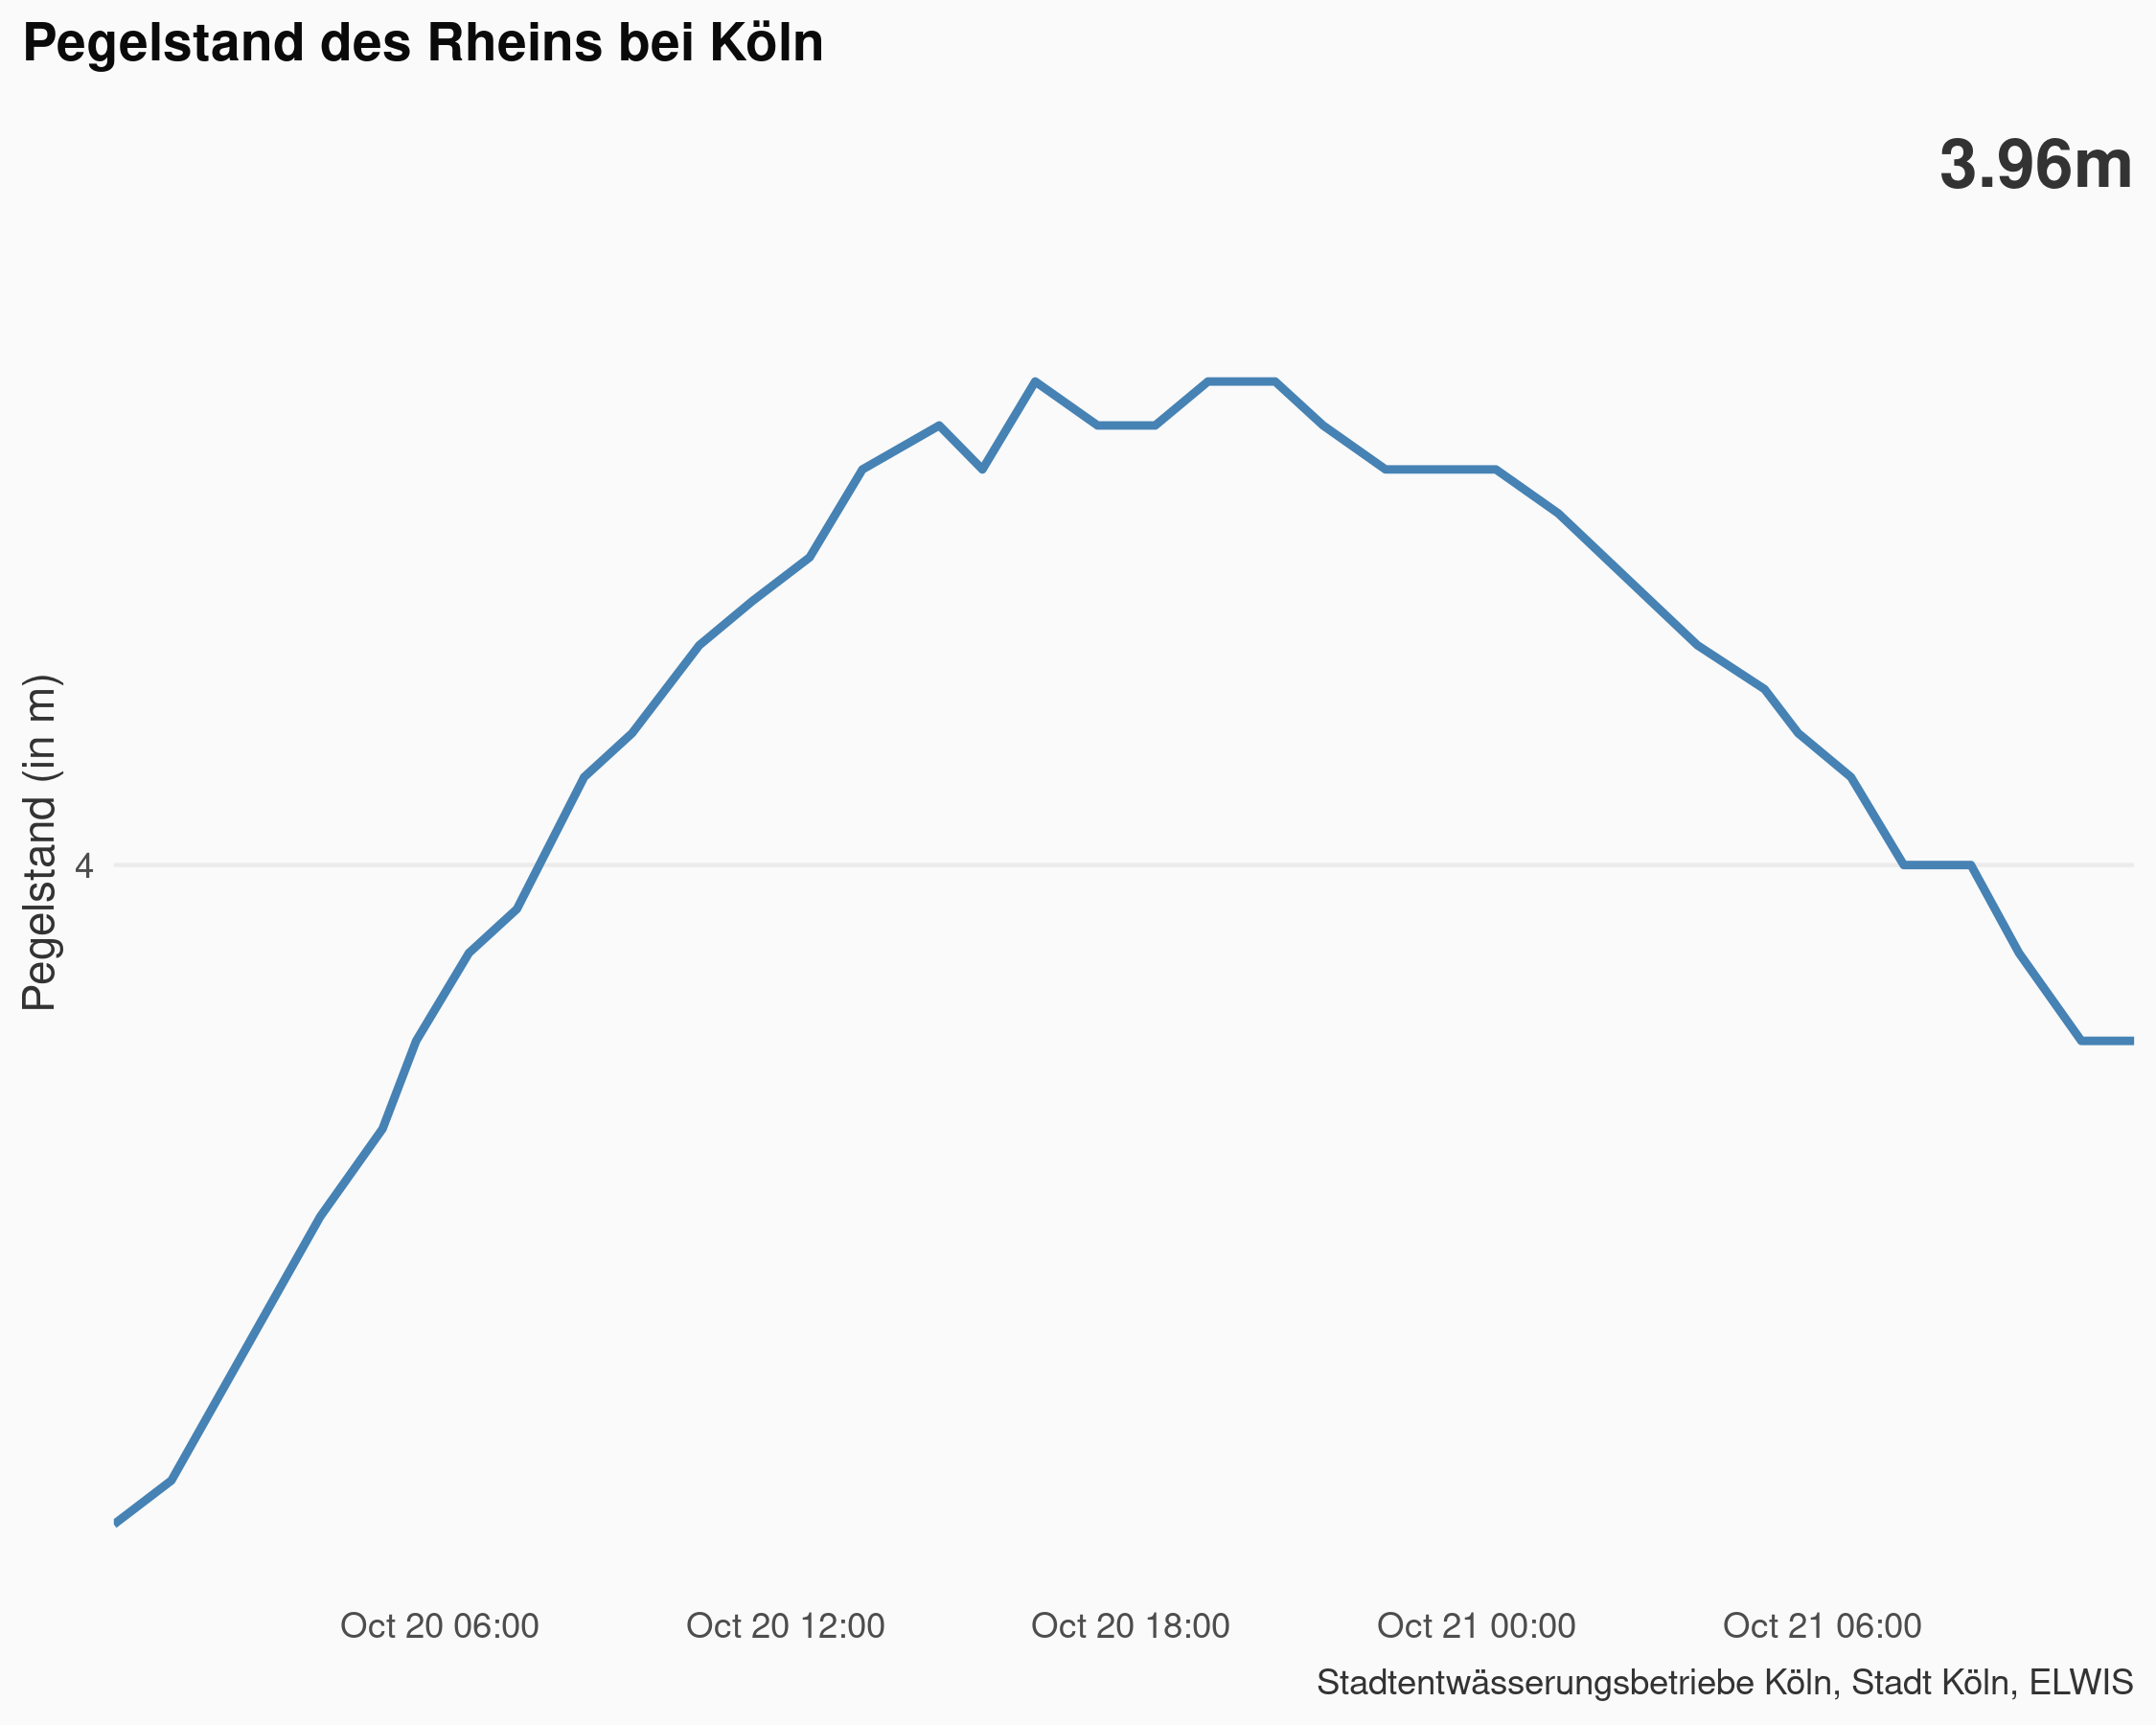 Pegelstand des Rheins bei Köln
3.96m
Pegelstand (in m)
4
Oct 20 06:00
Oct 20 12:00
Oct 20 18:00
Oct 21 00:00
Oct 21 06:00
Stadtentwässerungsbetriebe Köln, Stadt Köln, ELWIS